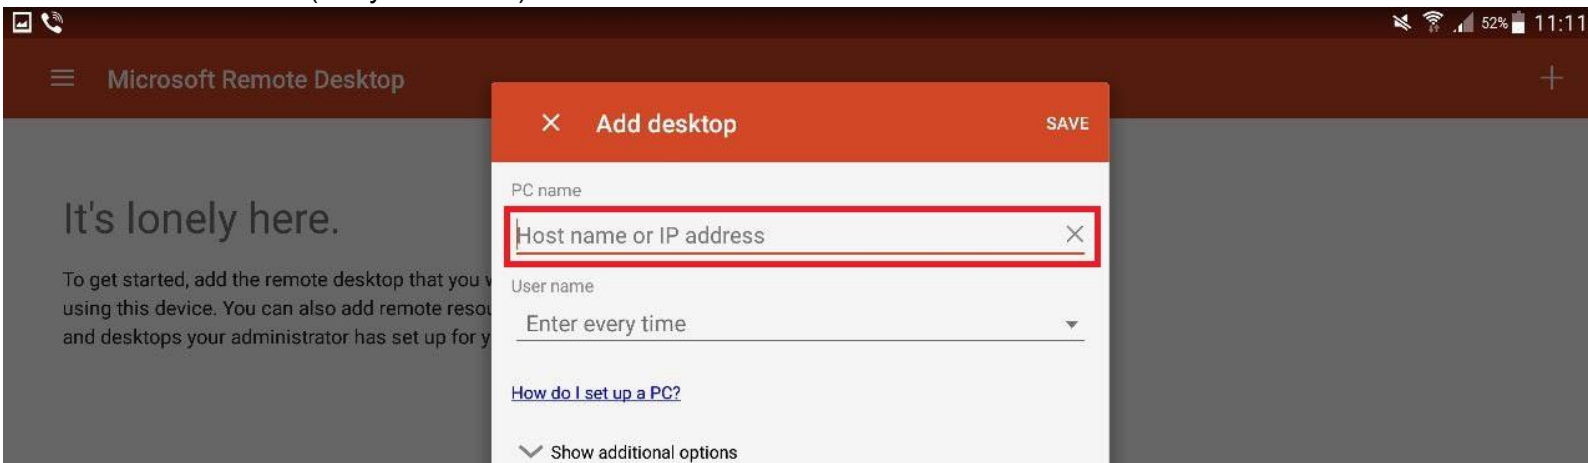 52% 11:11
Microsoft Remote Desktop
Add desktop SAVE
PC name
Host name or IP address
It's lonely here.
To get started, add the remote desktop that you
using this device. You can also add remote
and desktops your administrator has set up for
User name
Enter every time
How do I set up a PC?
Show additional options